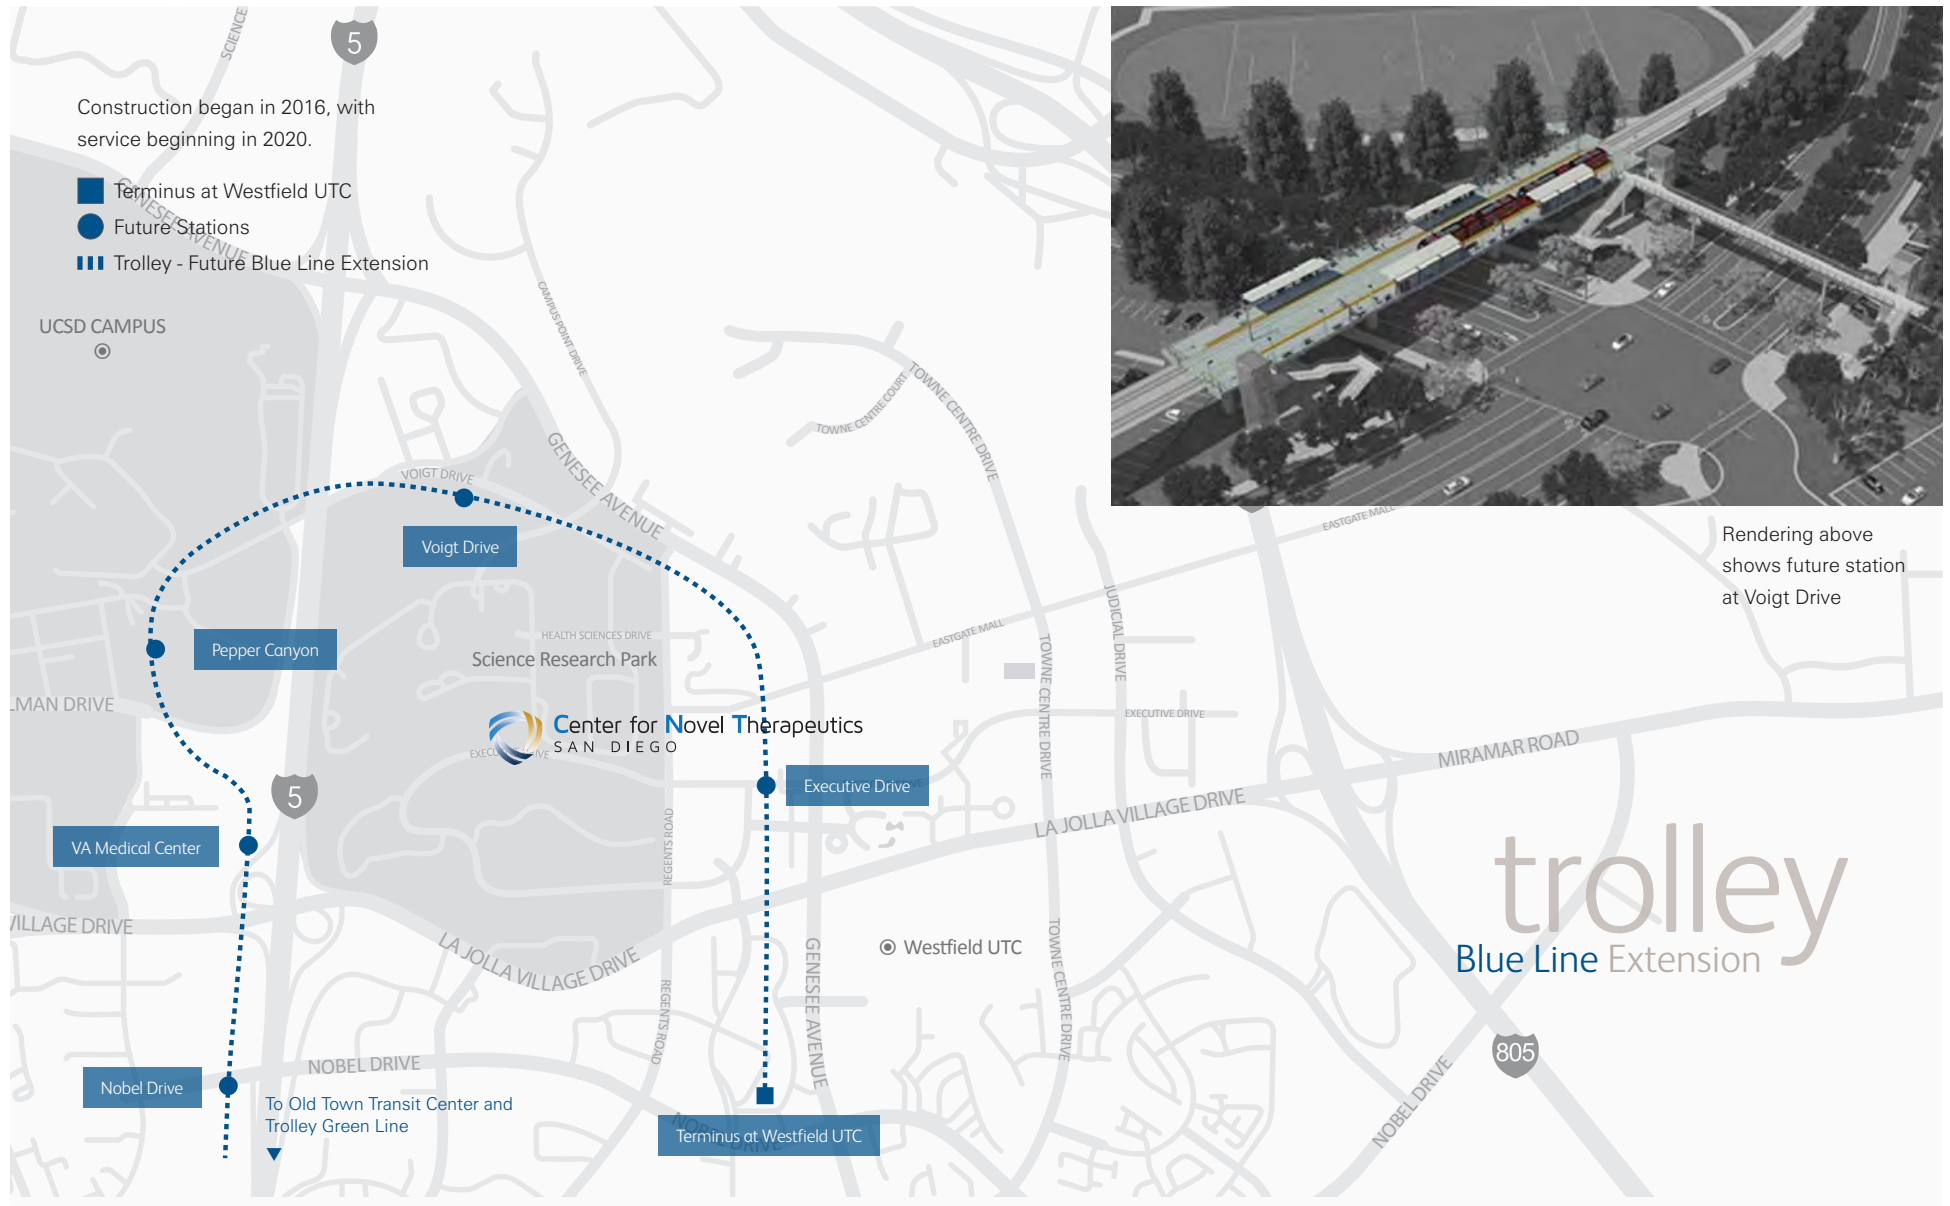 SCIENCE
5
Construction began in 2016, with
service beginning in 2020.
Terminus at Westfield UTC
Future Stations
Trolley - Future Blue Line Extension
GENESEE AVENUE
UCSD CAMPUS
CAMPUS POINT DRIVE
TOWNE CENTRE COURT
TOWNE CENTRE DRIVE
GENESEE AVENUE
VOIGT DRIVE
Voigt Drive
EASTGATE MALL
Rendering above
shows future station
at Voigt Drive
JUDICIAL DRIVE
HEALTH SCIENCES DRIVE
EASTGATE MALL
Pepper Canyon
Science Research Park
TOWNE CENTRE DRIVE
LMAN DRIVE
Center for Novel Therapeutics
SAN DIEGO
EXECUTIVE DRIVE
EXECUTIVE DRIVE
MIRAMAR ROAD
5
Executive Drive
LA JOLLA VILLAGE DRIVE
REGENTS ROAD
VA Medical Center
trolley
Blue Line Extension
VILLAGE DRIVE
LA JOLLA VILLAGE DRIVE
Westfield UTC
GENESEE AVENUE
TOWNE CENTRE DRIVE
REGENTS ROAD
805
NOBEL DRIVE
Nobel Drive
To Old Town Transit Center and
Trolley Green Line
NOBEL DRIVE
Terminus at Westfield UTC
NOBEL DRIVE